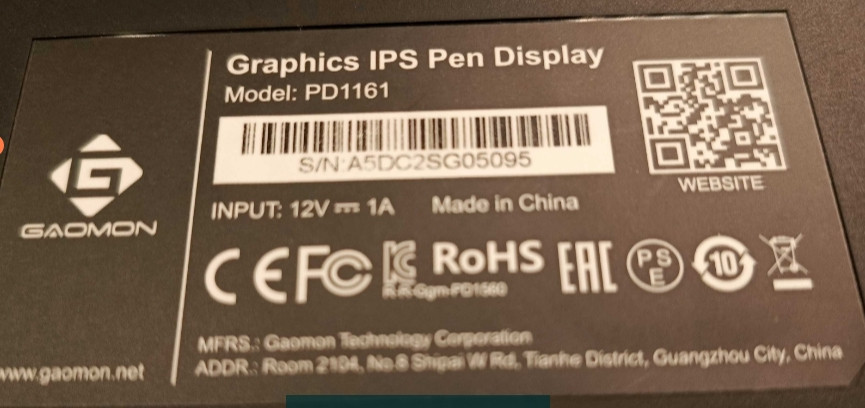 Graphics IPS Pen Display
Model: PD1161
S/N:A5DC2SG05095
WEBSITE
GAOMON
INPUT: 12V ⎓ 1A Made in China
CE FC RoHS EAC PS E 10
MFRS.: Gaomon Technology Corporation
ADDR.: Room 2104, No.8 Shipai W Rd, Tianhe District, Guangzhou City, China
www.gaomon.net